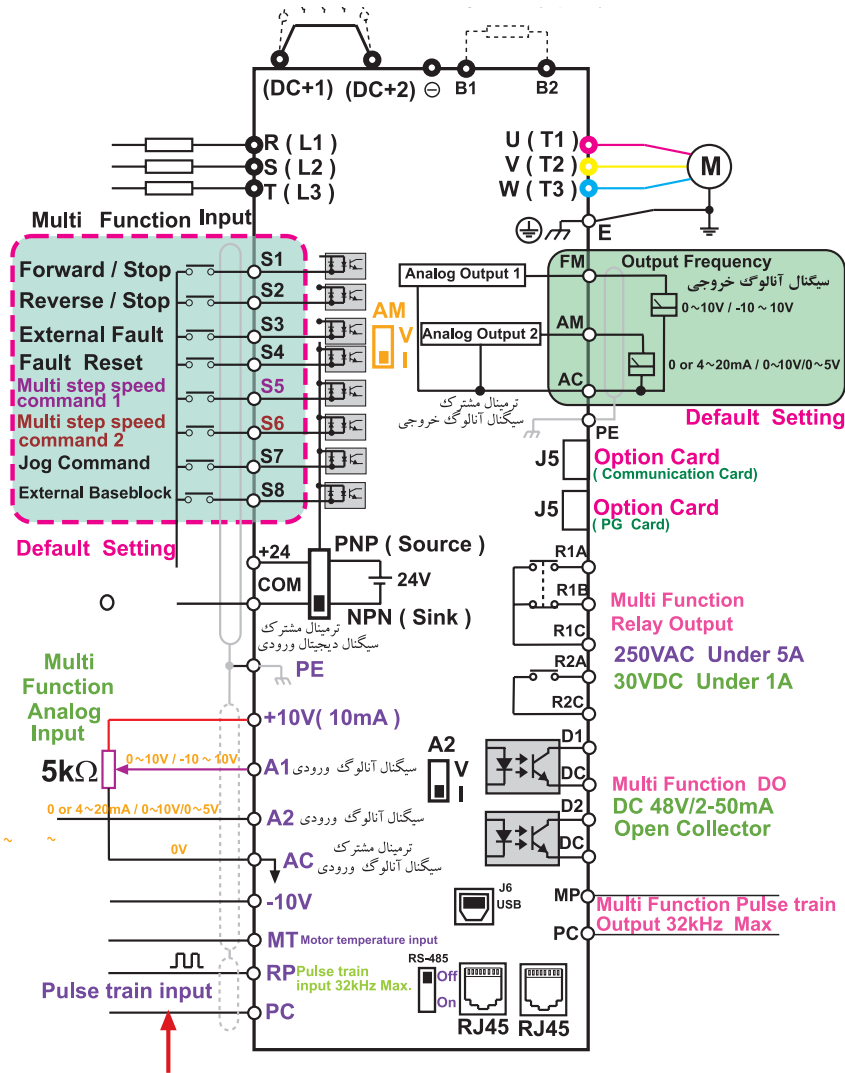 (DC+1) (DC+2) ⊖ B1 B2
R ( L1 )
S ( L2 )
T ( L3 )
U ( T1 )
V ( T2 )
W ( T3 )
M
E
Multi Function Input
Forward / Stop S1
Reverse / Stop S2
External Fault S3
Fault Reset S4
Multi step speed
command 1 S5
Multi step speed
command 2 S6
Jog Command S7
External Baseblock S8
Default Setting
AM
V
I
Analog Output 1
Analog Output 2
ترمینال مشترک
سیگنال آنالوگ خروجی
FM Output Frequency
سیگنال آنالوگ خروجی
0~10V / -10 ~ 10V
AM
0 or 4~20mA / 0~10V/0~5V
AC
Default Setting
PE
J5 Option Card
( Communication Card)
J5 Option Card
( PG Card)
+24
COM
PNP ( Source )
24V
NPN ( Sink )
ترمینال مشترک
سیگنال دیجیتال ورودی
PE
R1A
R1B
R1C
Multi Function
Relay Output
250VAC Under 5A
30VDC Under 1A
R2A
R2C
Multi
Function
Analog
Input
+10V( 10mA )
5kΩ
0~10V / -10 ~ 10V
A1 سیگنال آنالوگ ورودی
A2
V
I
0 or 4~20mA / 0~10V/0~5V
A2 سیگنال آنالوگ ورودی
~ ~
0V
AC ترمینال مشترک
سیگنال آنالوگ ورودی
-10V
MT Motor temperature input
RP Pulse train
input 32kHz Max.
Pulse train input
PC
D1
DC
D2
DC
Multi Function DO
DC 48V/2-50mA
Open Collector
J6
USB
MP
PC
Multi Function Pulse train
Output 32kHz Max
RS-485
Off
On
RJ45 RJ45